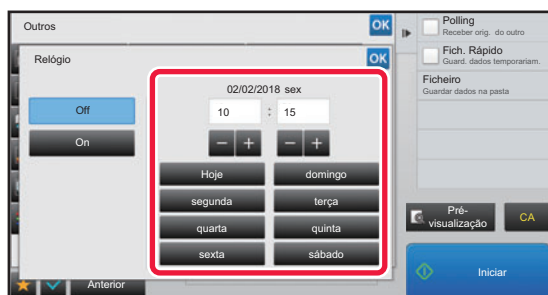 Outros
OK
Relógio
OK
02/02/2018 sex
Off
10 : 15
On
- + - +
Hoje domingo
segunda terça
quarta quinta
sexta sábado
Anterior
Polling
Receber orig. do outro
Fich. Rápido
Guard. dados temporariam.
Ficheiro
Guardar dados na pasta
Pré-
visualização
CA
Iniciar